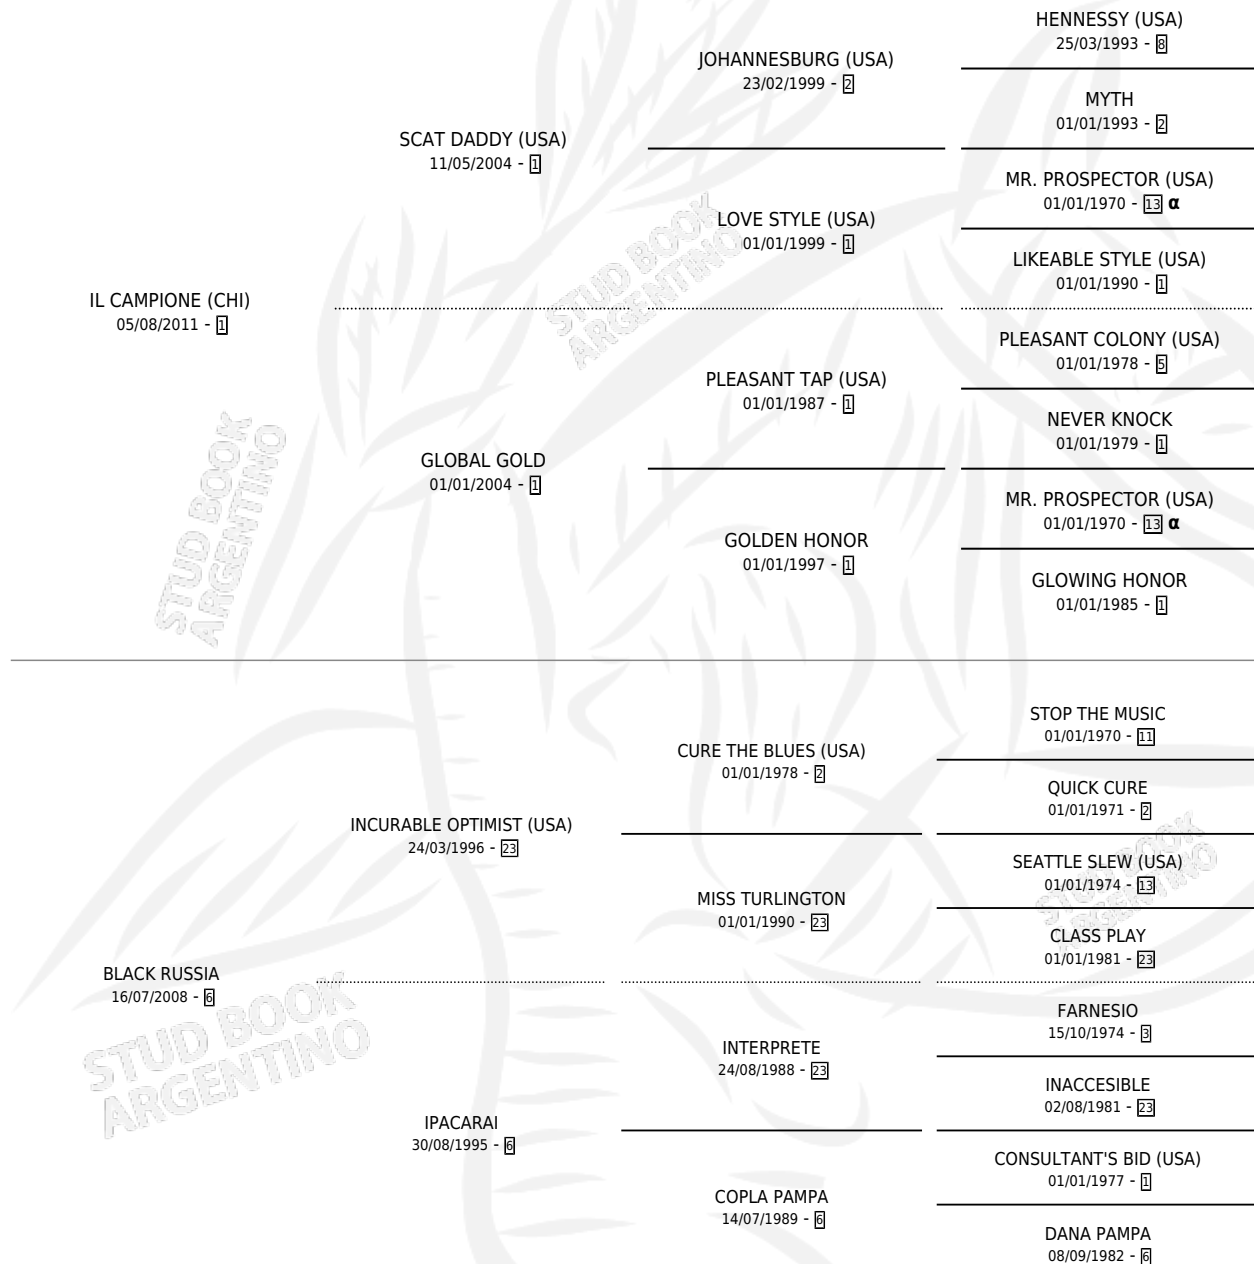 HENNESSY (USA)
25/03/1993 - 8
JOHANNESBURG (USA)
23/02/1999 - 2
MYTH
01/01/1993 - 2
SCAT DADDY (USA)
11/05/2004 - 1
MR. PROSPECTOR (USA)
01/01/1970 - 13 α
LOVE STYLE (USA)
01/01/1999 - 1
LIKEABLE STYLE (USA)
01/01/1990 - 1
IL CAMPIONE (CHI)
05/08/2011 - 1
PLEASANT COLONY (USA)
01/01/1978 - 5
PLEASANT TAP (USA)
01/01/1987 - 1
NEVER KNOCK
01/01/1979 - 1
GLOBAL GOLD
01/01/2004 - 1
MR. PROSPECTOR (USA)
01/01/1970 - 13 α
GOLDEN HONOR
01/01/1997 - 1
GLOWING HONOR
01/01/1985 - 1
STOP THE MUSIC
01/01/1970 - 11
CURE THE BLUES (USA)
01/01/1978 - 2
QUICK CURE
01/01/1971 - 2
INCURABLE OPTIMIST (USA)
24/03/1996 - 23
SEATTLE SLEW (USA)
01/01/1974 - 13
MISS TURLINGTON
01/01/1990 - 23
CLASS PLAY
01/01/1981 - 23
BLACK RUSSIA
16/07/2008 - 6
FARNESIO
15/10/1974 - 3
INTERPRETE
24/08/1988 - 23
INACCESIBLE
02/08/1981 - 23
IPACARAI
30/08/1995 - 6
CONSULTANT'S BID (USA)
01/01/1977 - 1
COPLA PAMPA
14/07/1989 - 6
DANA PAMPA
08/09/1982 - 6
STUD BOOK
ARGENTINO
STUD BOOK
ARGENTINO
STUD BOOK
ARGENTINO
STUD BOOK
ARGENTINO